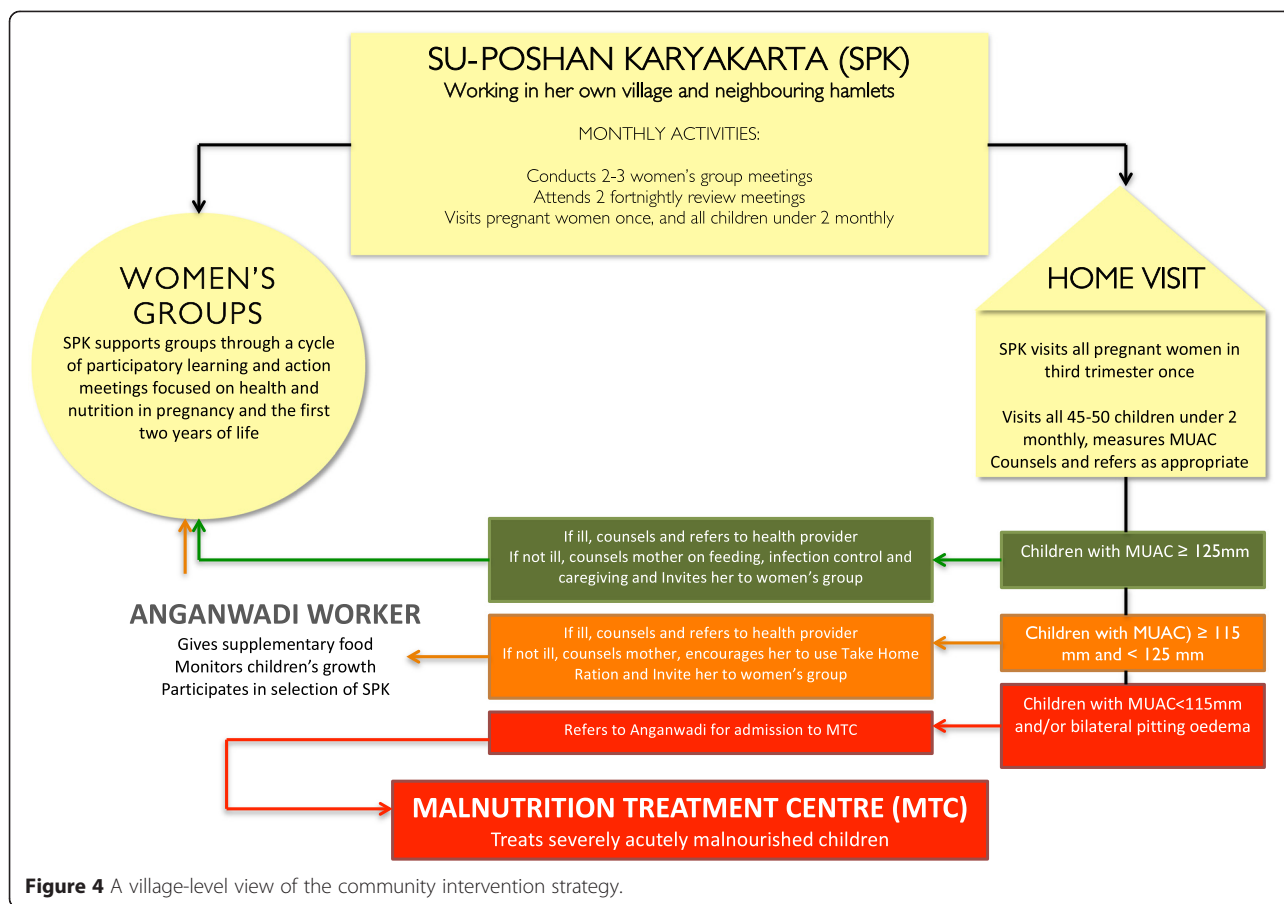 SU-POSHAN KARYAKARTA (SPK)
Working in her own village and neighbouring hamlets
MONTHLY ACTIVITIES:
Conducts 2-3 women's group meetings
Attends 2 fortnightly review meetings
Visits pregnant women once, and all children under 2 monthly
WOMEN'S
GROUPS
SPK supports groups through a cycle
of participatory learning and action
meetings focused on health and
nutrition in pregnancy and the first
two years of life
HOME VISIT
SPK visits all pregnant women in
third trimester once
Visits all 45-50 children under 2
monthly, measures MUAC
Counsels and refers as appropriate
If ill, counsels and refers to health provider
If not ill, counsels mother on feeding, infection control and
caregiving and Invites her to women's group
Children with MUAC ≥ 125mm
ANGANWADI WORKER
Gives supplementary food
Monitors children's growth
Participates in selection of SPK
If ill, counsels and refers to health provider
If not ill, counsels mother, encourages her to use Take Home
Ration and Invite her to women's group
Children with MUAC) ≥ 115
mm and < 125 mm
Refers to Anganwadi for admission to MTC
Children with MUAC<115mm
and/or bilateral pitting oedema
MALNUTRITION TREATMENT CENTRE (MTC)
Treats severely acutely malnourished children
Figure 4 A village-level view of the community intervention strategy.